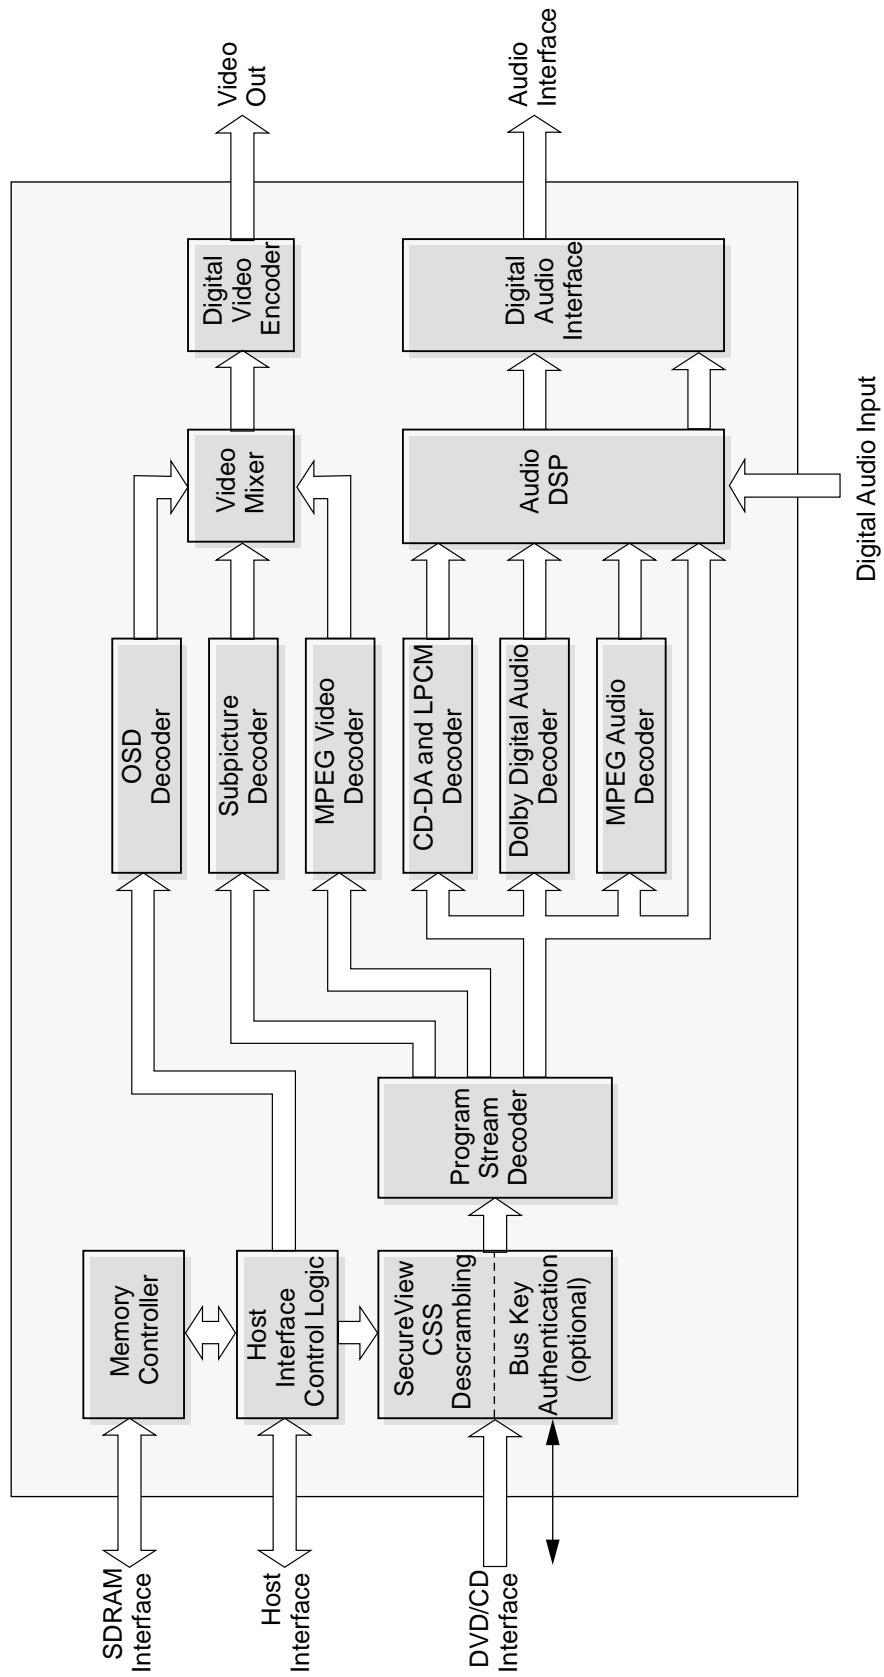 SDRAM
Interface
Host
Interface
DVD/CD
Interface
Memory
Controller
Host
Interface
Control Logic
SecureView
CSS
Descrambling
Bus Key
Authentication
(optional)
Program
Stream
Decoder
OSD
Decoder
Subpicture
Decoder
MPEG Video
Decoder
CD-DA and LPCM
Decoder
Dolby Digital Audio
Decoder
MPEG Audio
Decoder
Video
Mixer
Audio
DSP
Digital Audio Input
Digital
Video
Encoder
Digital
Audio
Interface
Video
Out
Audio
Interface